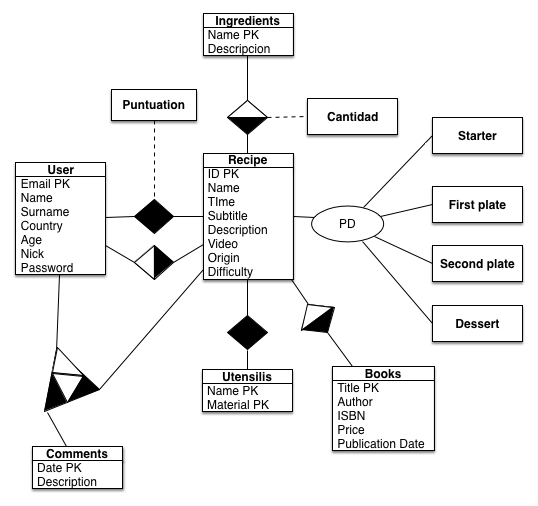 Ingredients
Name PK
Descripcion
Puntuation
Cantidad
Starter
User
Email PK
Name
Surname
Country
Age
Nick
Password
Recipe
ID PK
Name
TIme
Subtitle
Description
Video
Origin
Difficulty
First plate
PD
Second plate
Dessert
Utensilis
Name PK
Material PK
Books
Title PK
Author
ISBN
Price
Publication Date
Comments
Date PK
Description